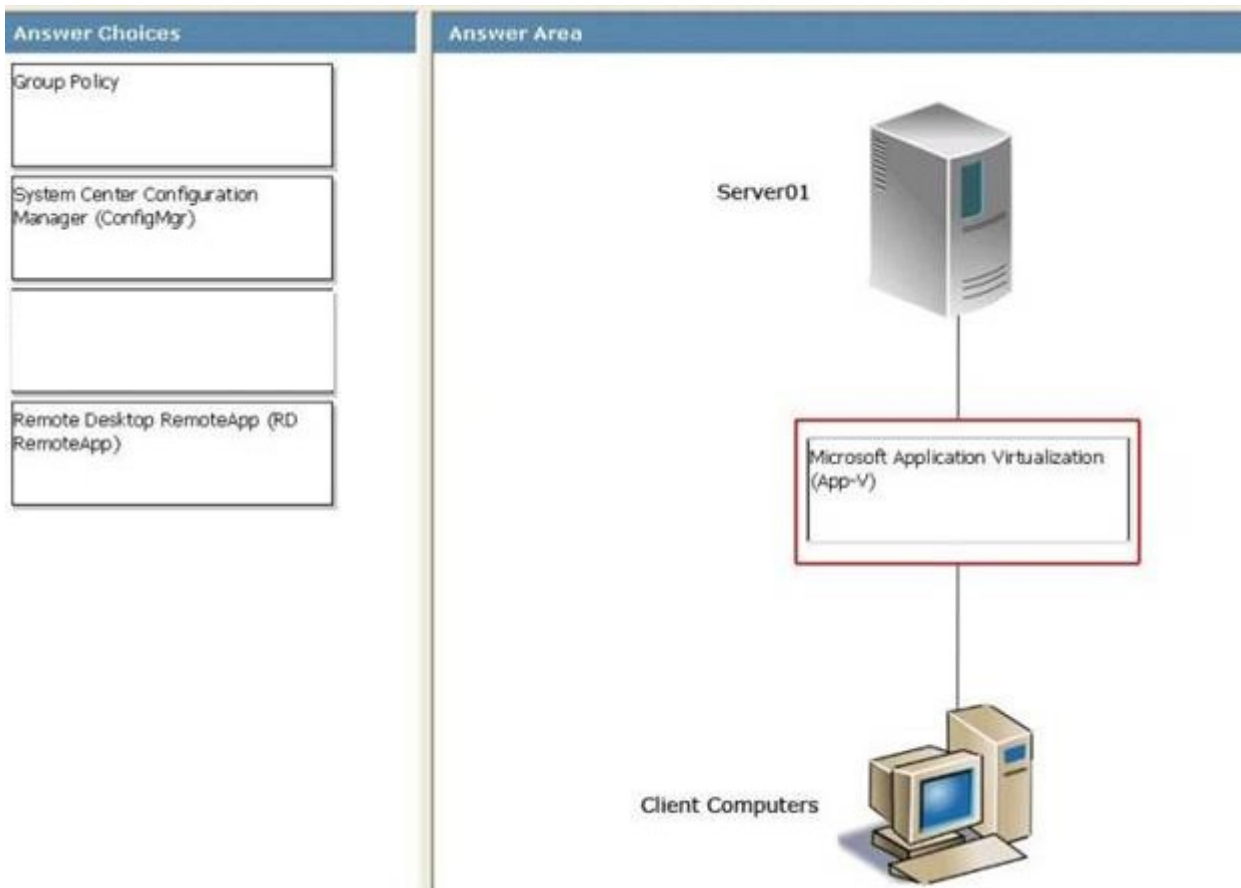 Answer Choices
Group Policy
System Center Configuration
Manager (ConfigMgr)
Remote Desktop RemoteApp (RD
RemoteApp)
Answer Area
Server01
Microsoft Application Virtualization
(App-V)
Client Computers